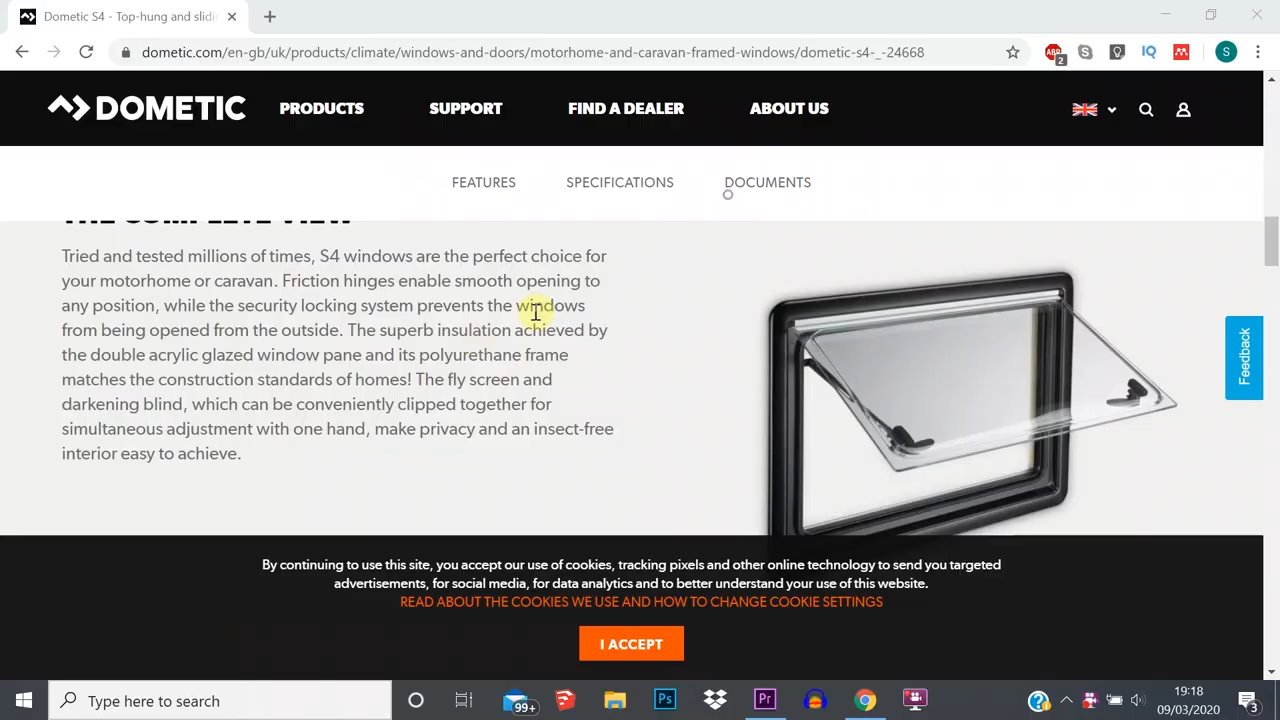 Dometic S4 - Top-hung and slidi
dometic.com/en-gb/uk/products/climate/windows-and-doors/motorhome-and-caravan-framed-windows/dometic-s4-_-24668
ABP
2
IQ
S
DOMETIC
PRODUCTS
SUPPORT
FIND A DEALER
ABOUT US
FEATURES
SPECIFICATIONS
DOCUMENTS
THE COMPLETE VIEW
Tried and tested millions of times, S4 windows are the perfect choice for
your motorhome or caravan. Friction hinges enable smooth opening to
any position, while the security locking system prevents the windows
from being opened from the outside. The superb insulation achieved by
the double acrylic glazed window pane and its polyurethane frame
matches the construction standards of homes! The fly screen and
darkening blind, which can be conveniently clipped together for
simultaneous adjustment with one hand, make privacy and an insect-free
interior easy to achieve.
Feedback
By continuing to use this site, you accept our use of cookies, tracking pixels and other online technology to send you targeted
advertisements, for social media, for data analytics and to better understand your use of this website.
READ ABOUT THE COOKIES WE USE AND HOW TO CHANGE COOKIE SETTINGS
I ACCEPT
Type here to search
99+
Ps
Pr
19:18
09/03/2020
3